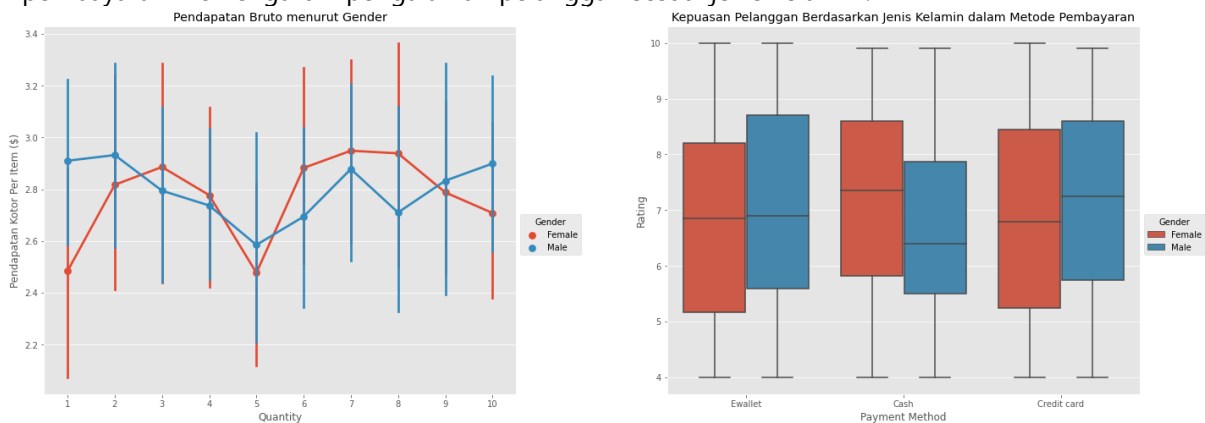 Pendapatan Bruto menurut Gender
3.4
3.2
3.0
2.8
2.6
2.4
2.2
Pendapatan Kotor Per Item ($)
1 2 3 4 5 6 7 8 9 10
Quantity
Gender
Female
Male
Kepuasan Pelanggan Berdasarkan Jenis Kelamin dalam Metode Pembayaran
10
9
8
7
6
5
4
Rating
Ewallet Cash Credit card
Payment Method
Gender
Female
Male